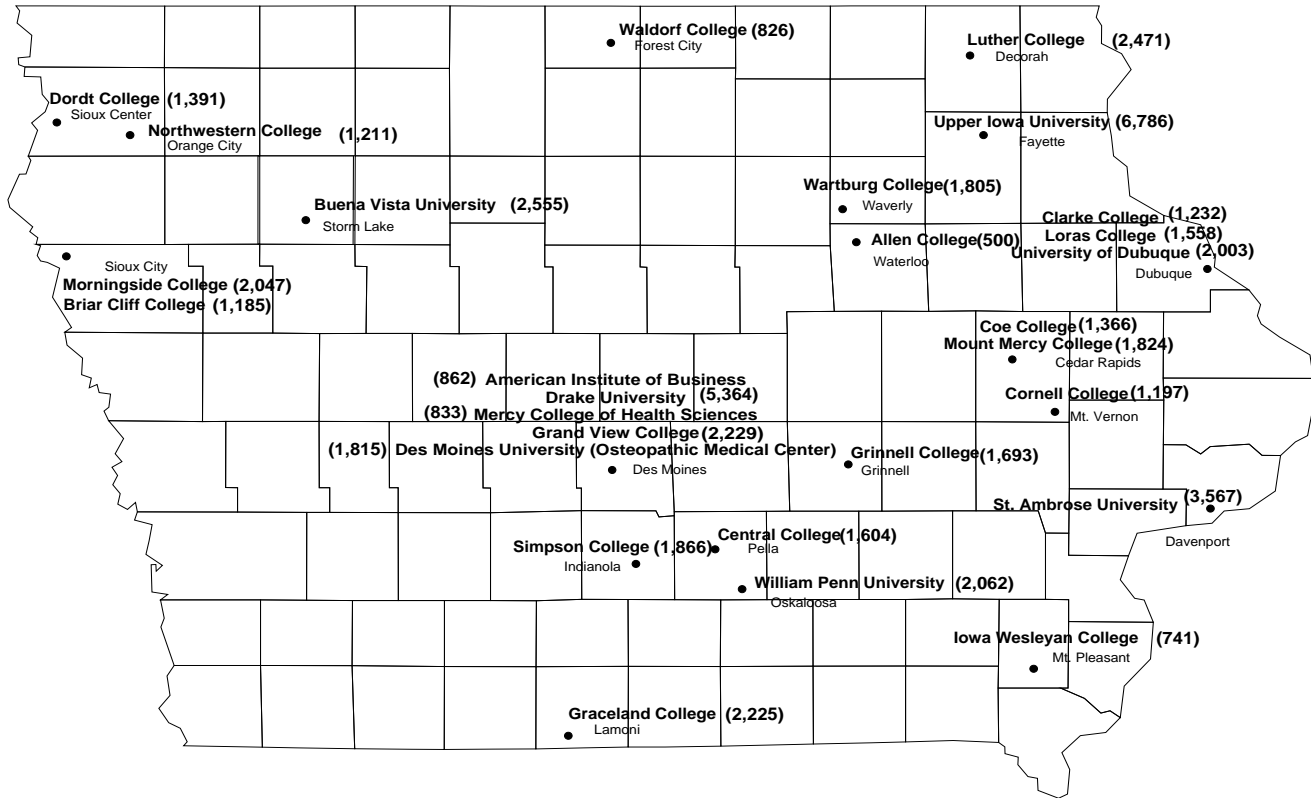 Waldorf College (826)
Forest City
Luther College (2,471)
Decorah
Dordt College (1,391)
Sioux Center
Northwestern College (1,211)
Orange City
Upper Iowa University (6,786)
Fayette
Wartburg College (1,805)
Waverly
Buena Vista University (2,555)
Storm Lake
Clarke College (1,232)
Loras College (1,558)
University of Dubuque (2,003)
Dubuque
Allen College (500)
Waterloo
Sioux City
Morningside College (2,047)
Briar Cliff College (1,185)
Coe College (1,366)
Mount Mercy College (1,824)
Cedar Rapids
(862) American Institute of Business
Drake University (5,364)
(833) Mercy College of Health Sciences
Grand View College (2,229)
(1,815) Des Moines University (Osteopathic Medical Center)
Des Moines
Cornell College (1,197)
Mt. Vernon
Grinnell College (1,693)
Grinnell
St. Ambrose University (3,567)
Davenport
Simpson College (1,866)
Indianola
Central College (1,604)
Pella
William Penn University (2,062)
Oskaloosa
Iowa Wesleyan College (741)
Mt. Pleasant
Graceland College (2,225)
Lamoni